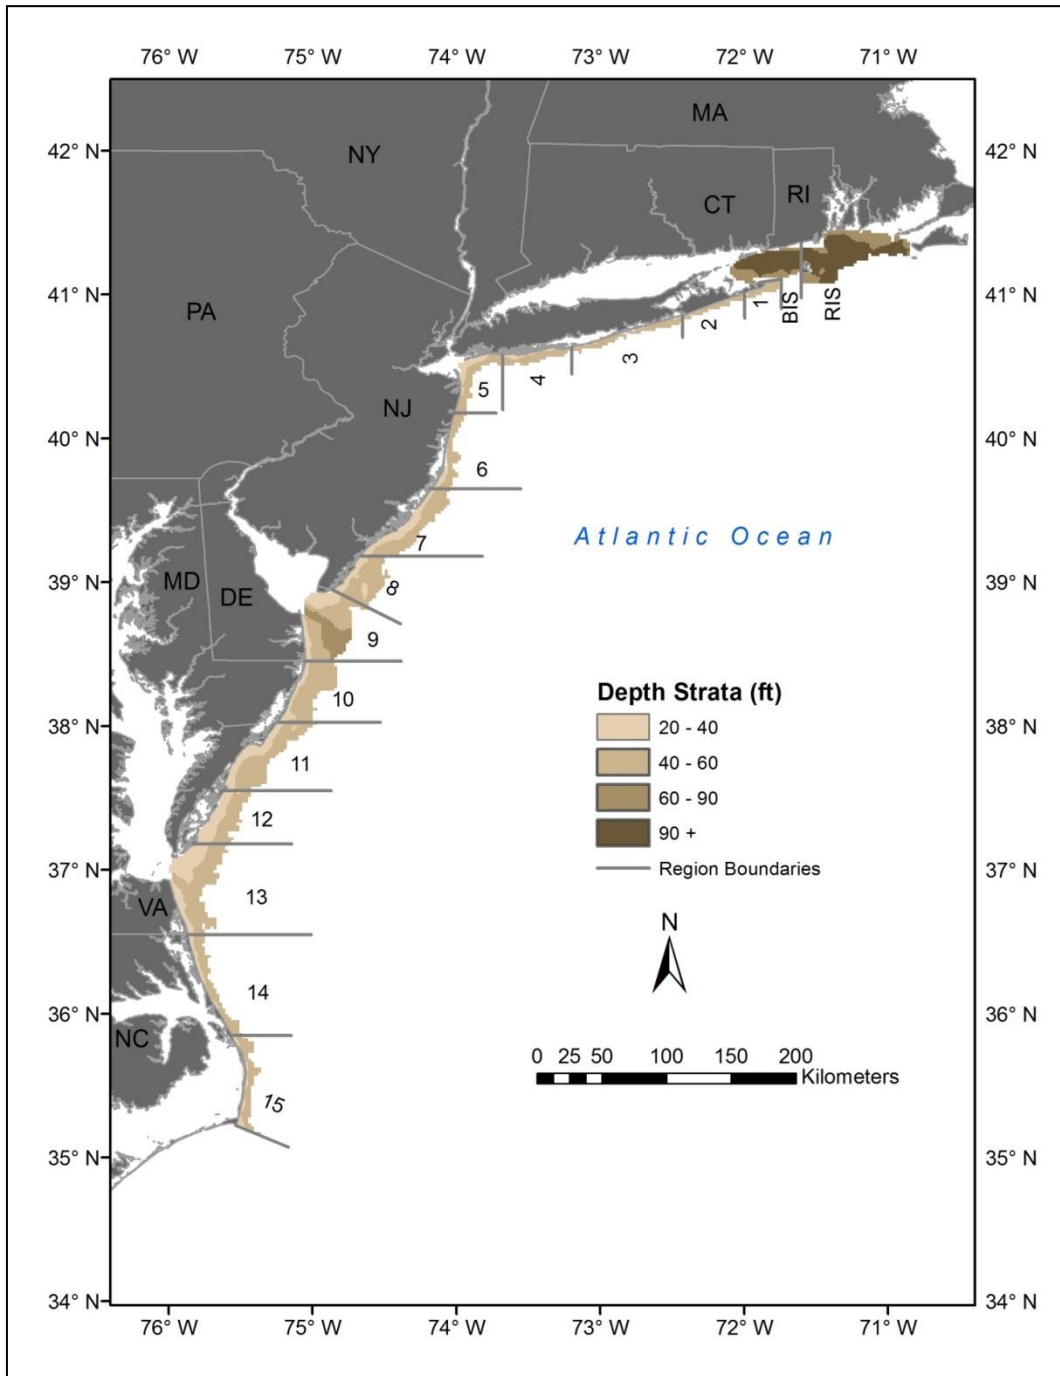 76° W 75° W 74° W 73° W 72° W 71° W
MA
42° N NY 42° N
CT RI
41° N 41° N
PA
1 BIS RIS
2
3
4
5
NJ
40° N 40° N
6
7
Atlantic Ocean
39° N MD DE 39° N
8
9
10
Depth Strata (ft)
20 - 40
40 - 60
60 - 90
90 +
Region Boundaries
38° N 38° N
11
12
37° N 37° N
VA 13
N
14
36° N 36° N
NC
0 25 50 100 150 200
Kilometers
15
35° N 35° N
34° N 34° N
76° W 75° W 74° W 73° W 72° W 71° W